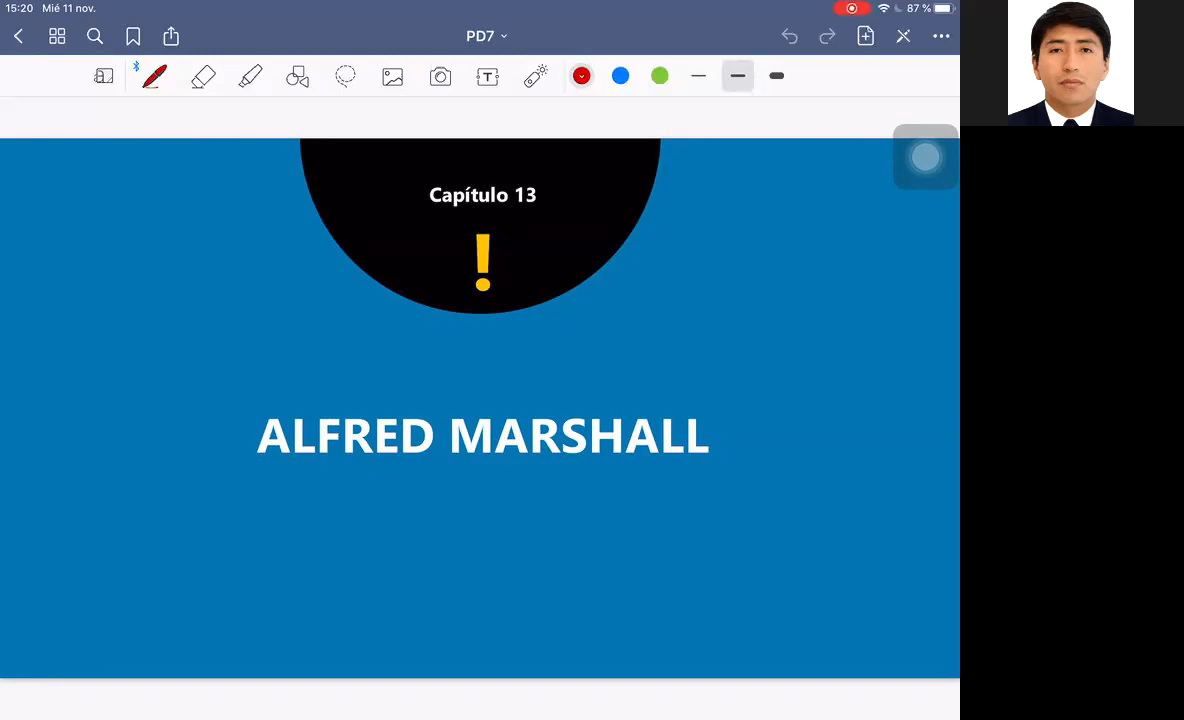 15:20 Mié 11 nov.
87 %
PD7
T
Capítulo 13
!
ALFRED MARSHALL